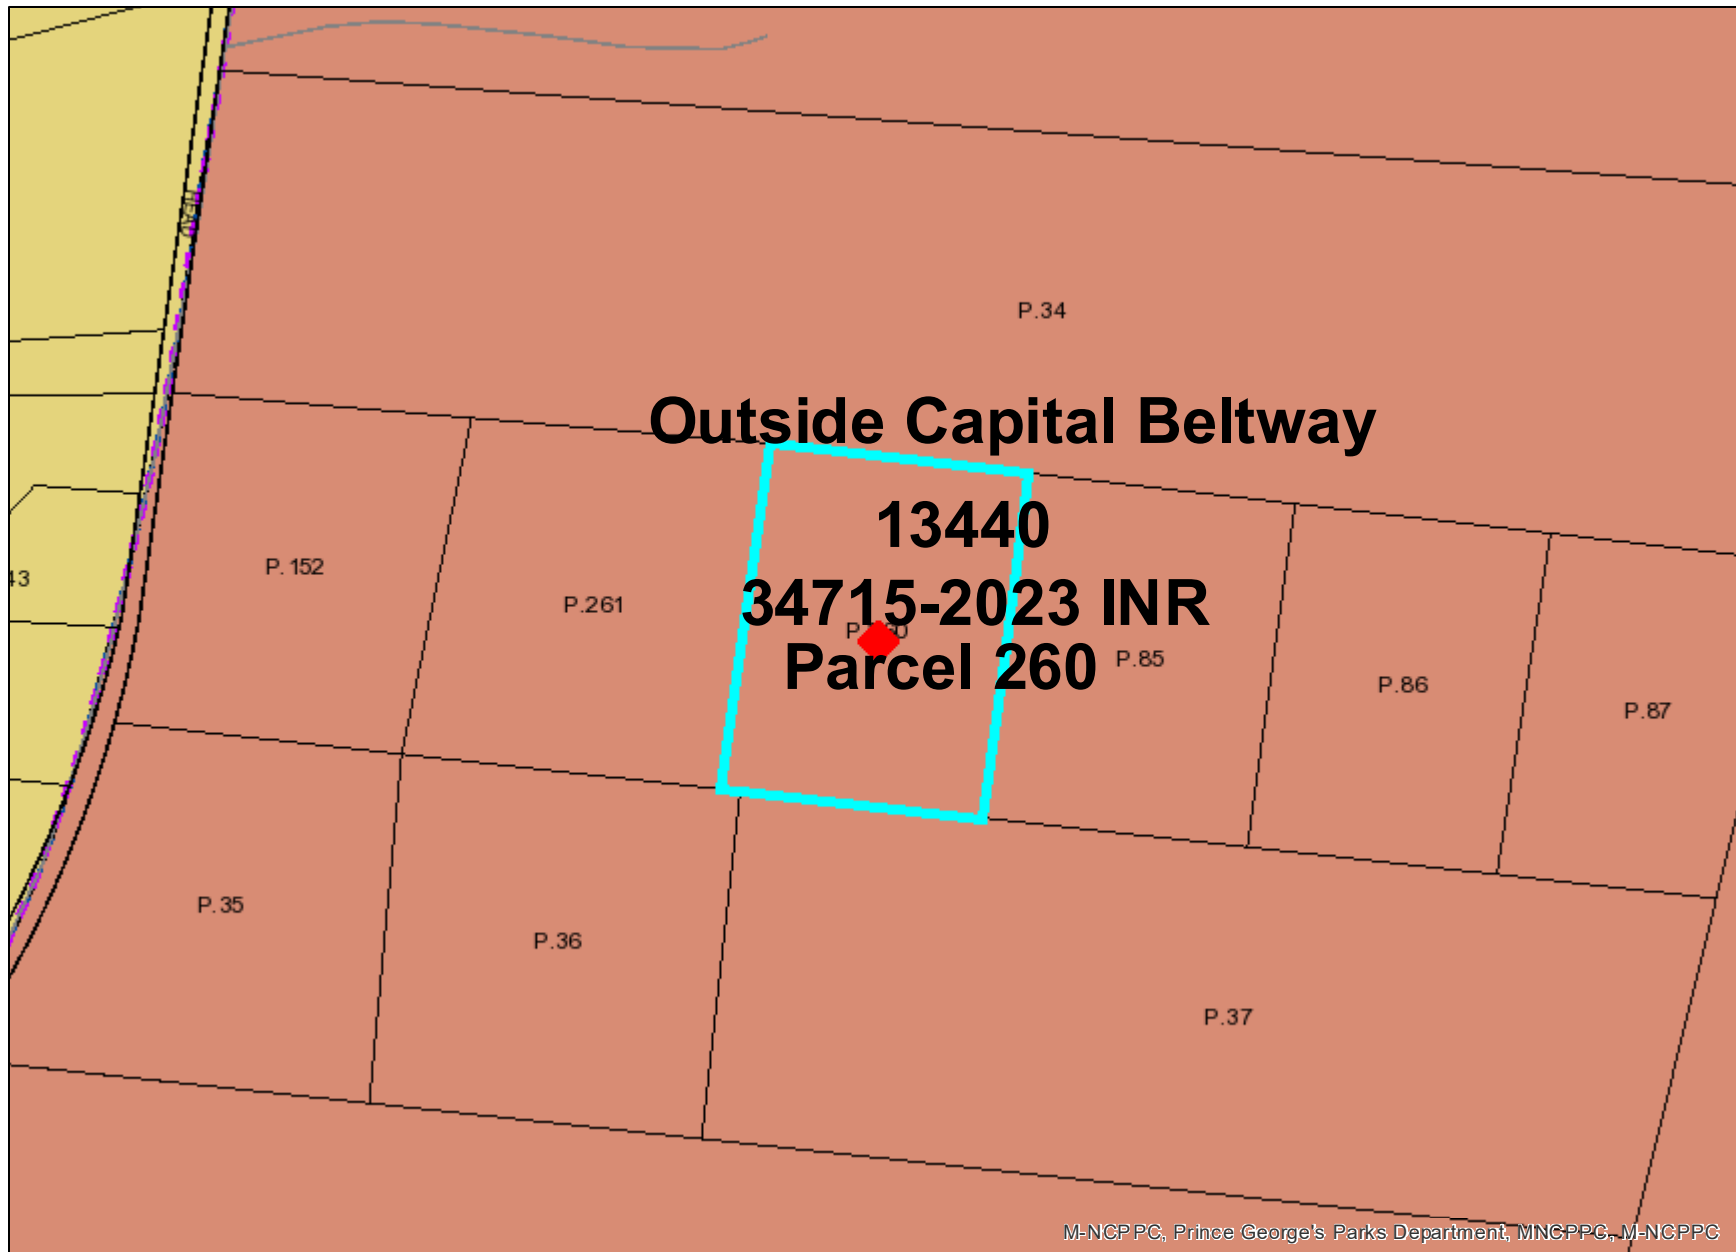 P.34
Outside Capital Beltway
13440
34715-2023 INR
Parcel 260
P.152
P.261
P.85
P.86
P.87
43
P.35
P.36
P.37
M-NCPPC, Prince George's Parks Department, MNCPPC, M-NCPPC